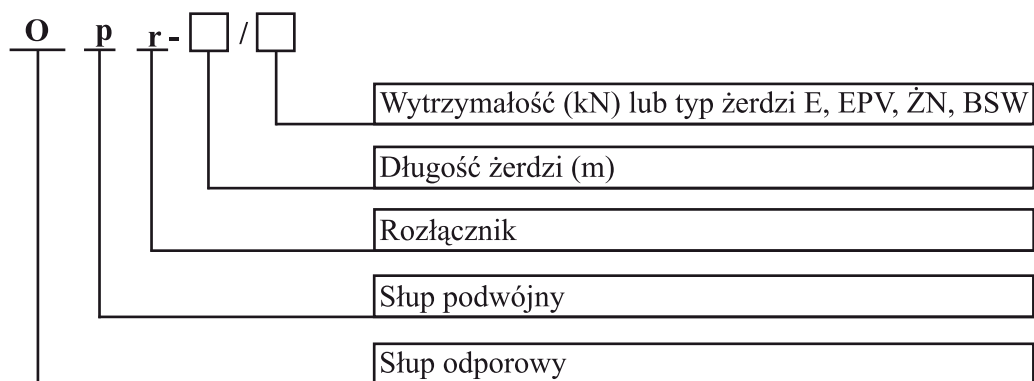 O p r - /
Wytrzymałość (kN) lub typ żerdzi E, EPV, ŻN, BSW
Długość żerdzi (m)
Rozłącznik
Słup podwójny
Słup odporowy